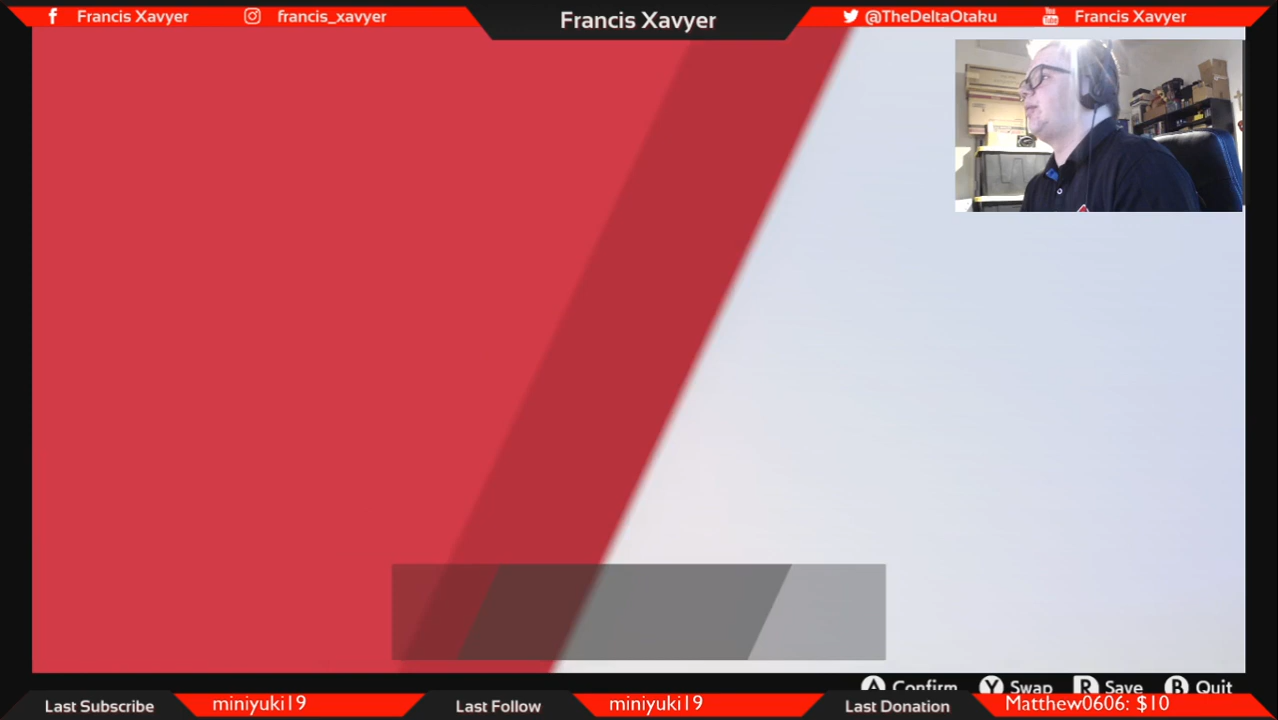 Francis Xavyer francis_xavyer Francis Xavyer @TheDeltaOtaku Francis Xavyer
A Confirm Y Swap R Save B Quit
Last Subscribe miniyuki19 Last Follow miniyuki19 Last Donation Matthew0606: $10